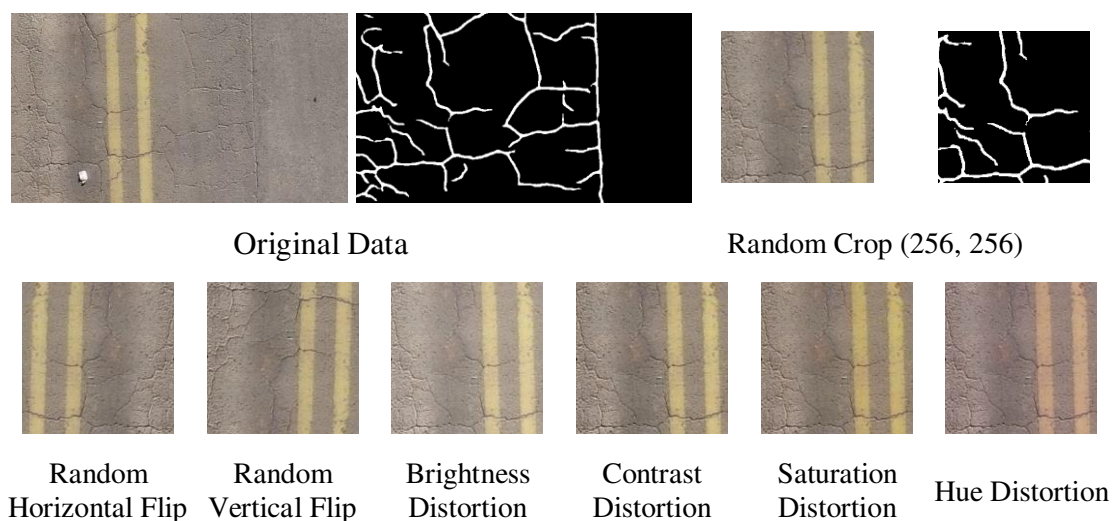 Original Data
Random Crop (256, 256)
Random
Horizontal Flip
Random
Vertical Flip
Brightness
Distortion
Contrast
Distortion
Saturation
Distortion
Hue Distortion